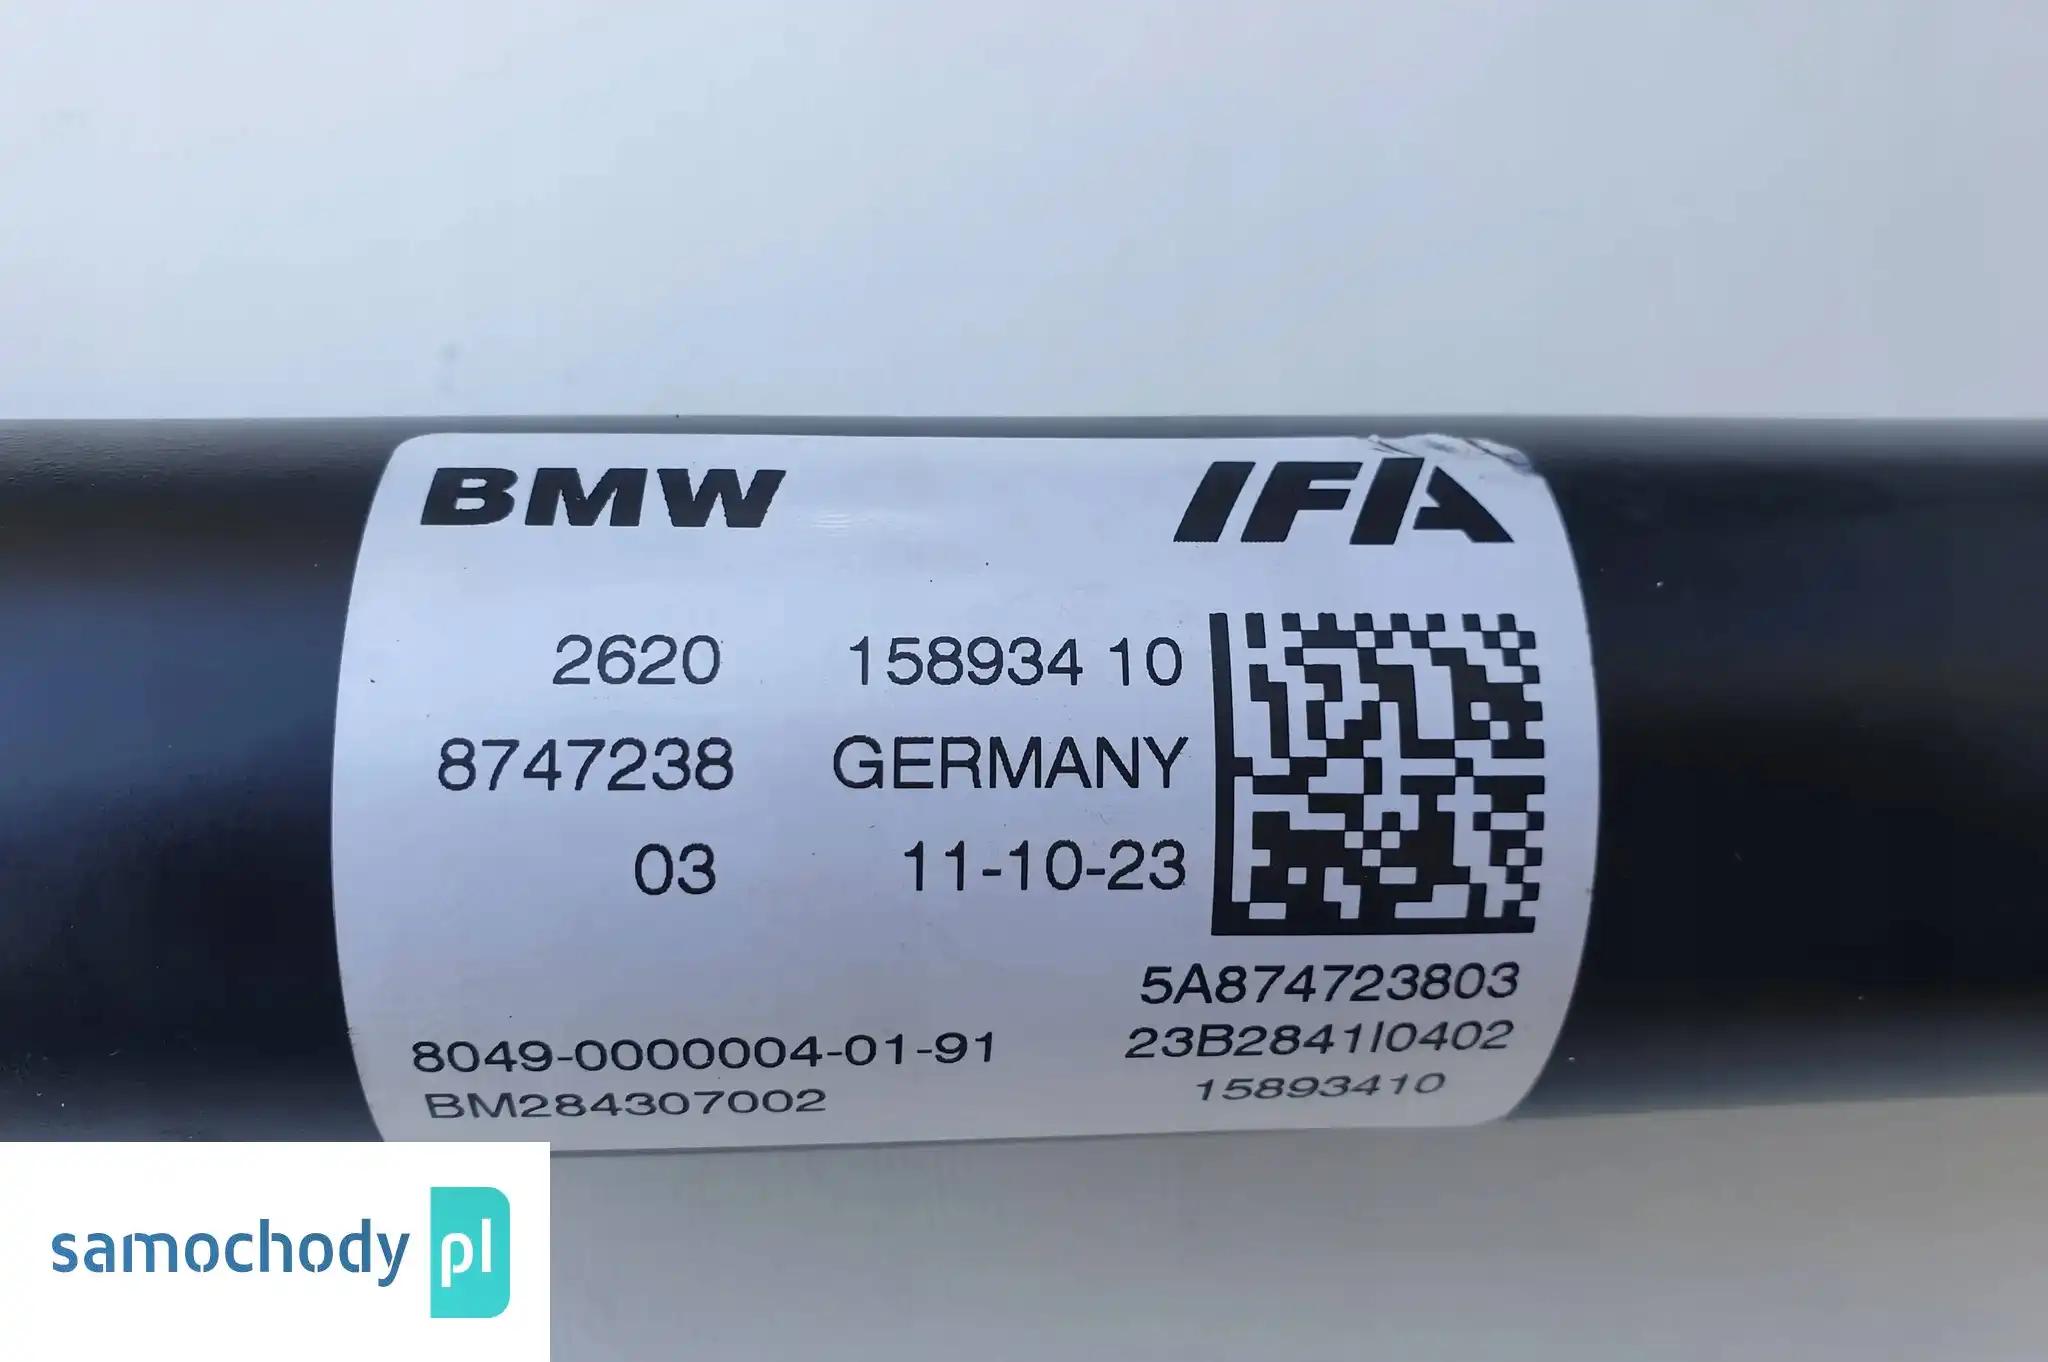 BMW IFA
2620 158934 10
8747238 GERMANY
03 11-10-23
5A874723803
8049-0000004-01-91 23B2841I0402
BM284307002 15893410
samochody pl